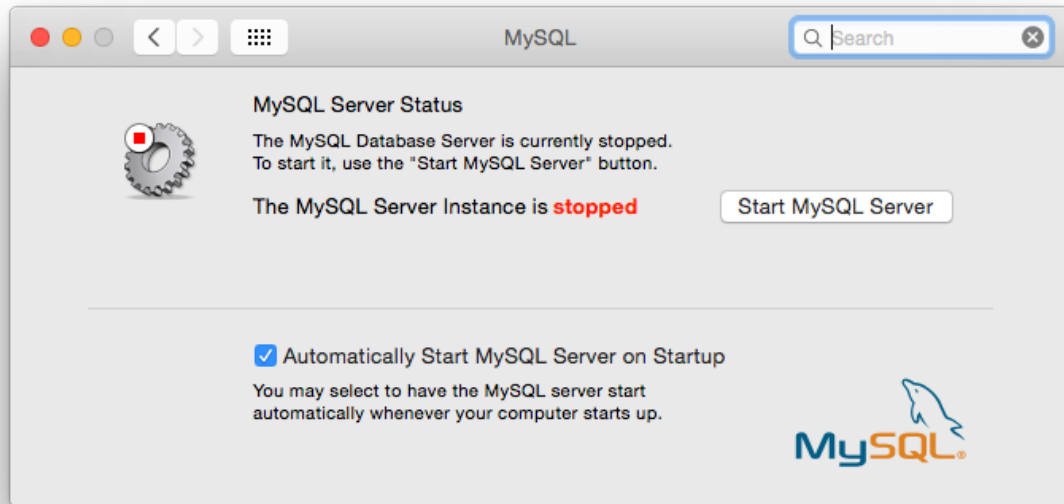 MySQL
Search
MySQL Server Status
The MySQL Database Server is currently stopped.
To start it, use the "Start MySQL Server" button.
The MySQL Server Instance is stopped
Start MySQL Server
Automatically Start MySQL Server on Startup
You may select to have the MySQL server start
automatically whenever your computer starts up.
MySQL®